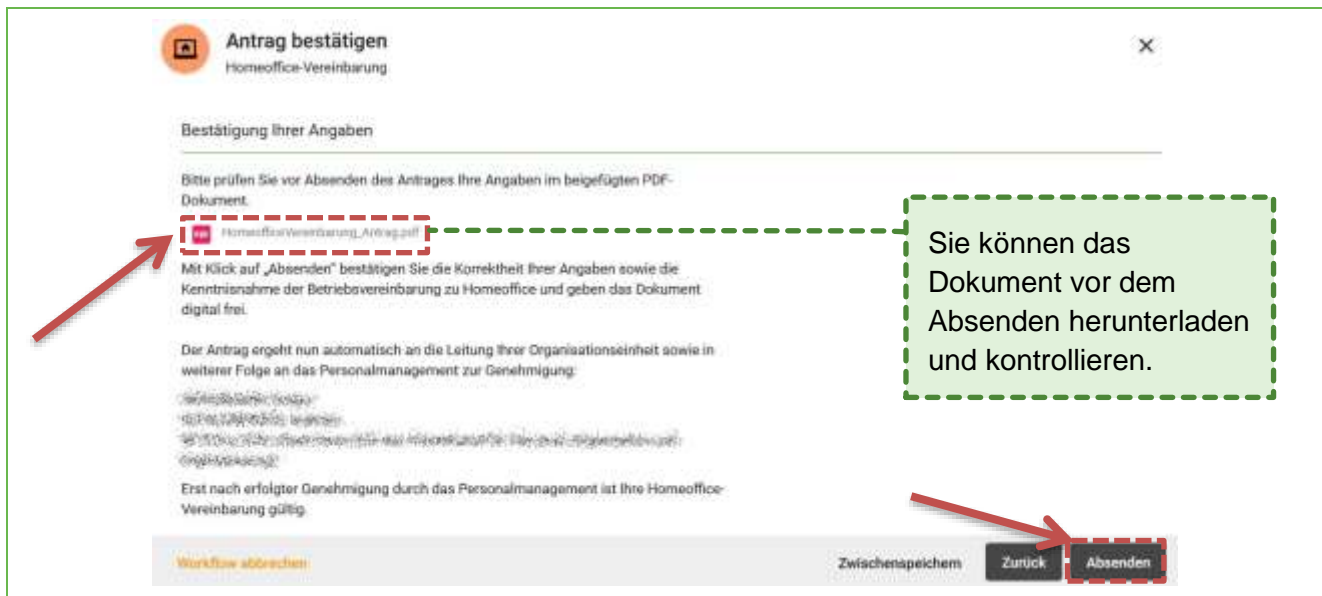 Antrag bestätigen
Homeoffice-Vereinbarung
Bestätigung Ihrer Angaben
Bitte prüfen Sie vor Absenden des Antrages Ihre Angaben im beigefügten PDF-
Dokument.
HomeofficeVereinbarung_Antrag.pdf
Mit Klick auf „Absenden“ bestätigen Sie die Korrektheit Ihrer Angaben sowie die
Kenntnisnahme der Betriebsvereinbarung zu Homeoffice und geben das Dokument
digital frei.
Der Antrag ergeht nun automatisch an die Leitung Ihrer Organisationseinheit sowie in
weiterer Folge an das Personalmanagement zur Genehmigung:
Erst nach erfolgter Genehmigung durch das Personalmanagement ist Ihre Homeoffice-
Vereinbarung gültig.
Sie können das
Dokument vor dem
Absenden herunterladen
und kontrollieren.
Workflow abbrechen
Zwischenspeichern
Zurück
Absenden